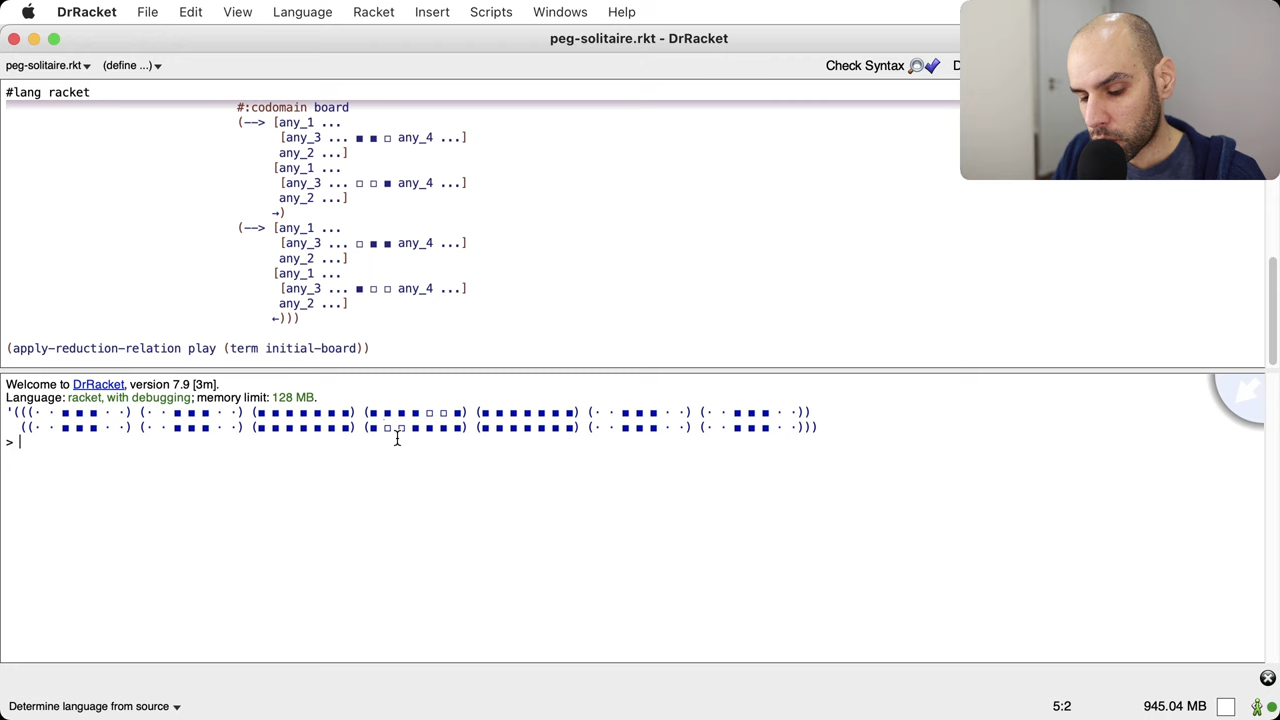 DrRacket File Edit View Language Racket Insert Scripts Windows Help
peg-solitaire.rkt - DrRacket
peg-solitaire.rkt ▾ (define ...) ▾ Check Syntax D
#lang racket
#:codomain board
(--> [any_1 ...
[any_3 ... ■ ■ □ any_4 ...]
any_2 ...]
[any_1 ...
[any_3 ... □ □ ■ any_4 ...]
any_2 ...]
→)
(--> [any_1 ...
[any_3 ... □ ■ ■ any_4 ...]
any_2 ...]
[any_1 ...
[any_3 ... ■ □ □ any_4 ...]
any_2 ...]
←)))
(apply-reduction-relation play (term initial-board))
Welcome to DrRacket, version 7.9 [3m].
Language: racket, with debugging; memory limit: 128 MB.
'(((· · ■ ■ ■ · ·) (· · ■ ■ ■ · ·) (■ ■ ■ ■ ■ ■ ■) (■ ■ ■ ■ □ □ ■) (■ ■ ■ ■ ■ ■ ■) (· · ■ ■ ■ · ·) (· · ■ ■ ■ · ·))
((· · ■ ■ ■ · ·) (· · ■ ■ ■ · ·) (■ ■ ■ ■ ■ ■ ■) (■ □ □ ■ ■ ■ ■) (■ ■ ■ ■ ■ ■ ■) (· · ■ ■ ■ · ·) (· · ■ ■ ■ · ·)))
>
Determine language from source ▾ 5:2 945.04 MB